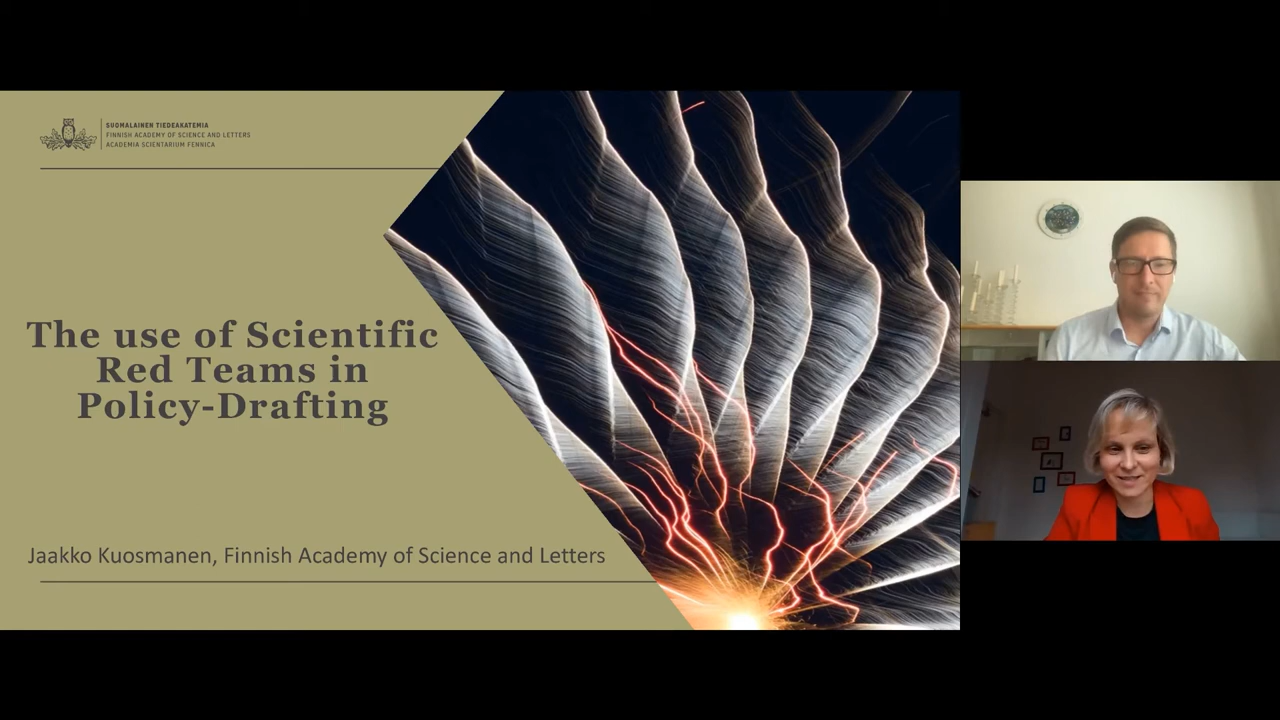 SUOMALAINEN TIEDEAKATEMIA
FINNISH ACADEMY OF SCIENCE AND LETTERS
ACADEMIA SCIENTIARUM FENNICA
The use of Scientific
Red Teams in
Policy-Drafting
Jaakko Kuosmanen, Finnish Academy of Science and Letters